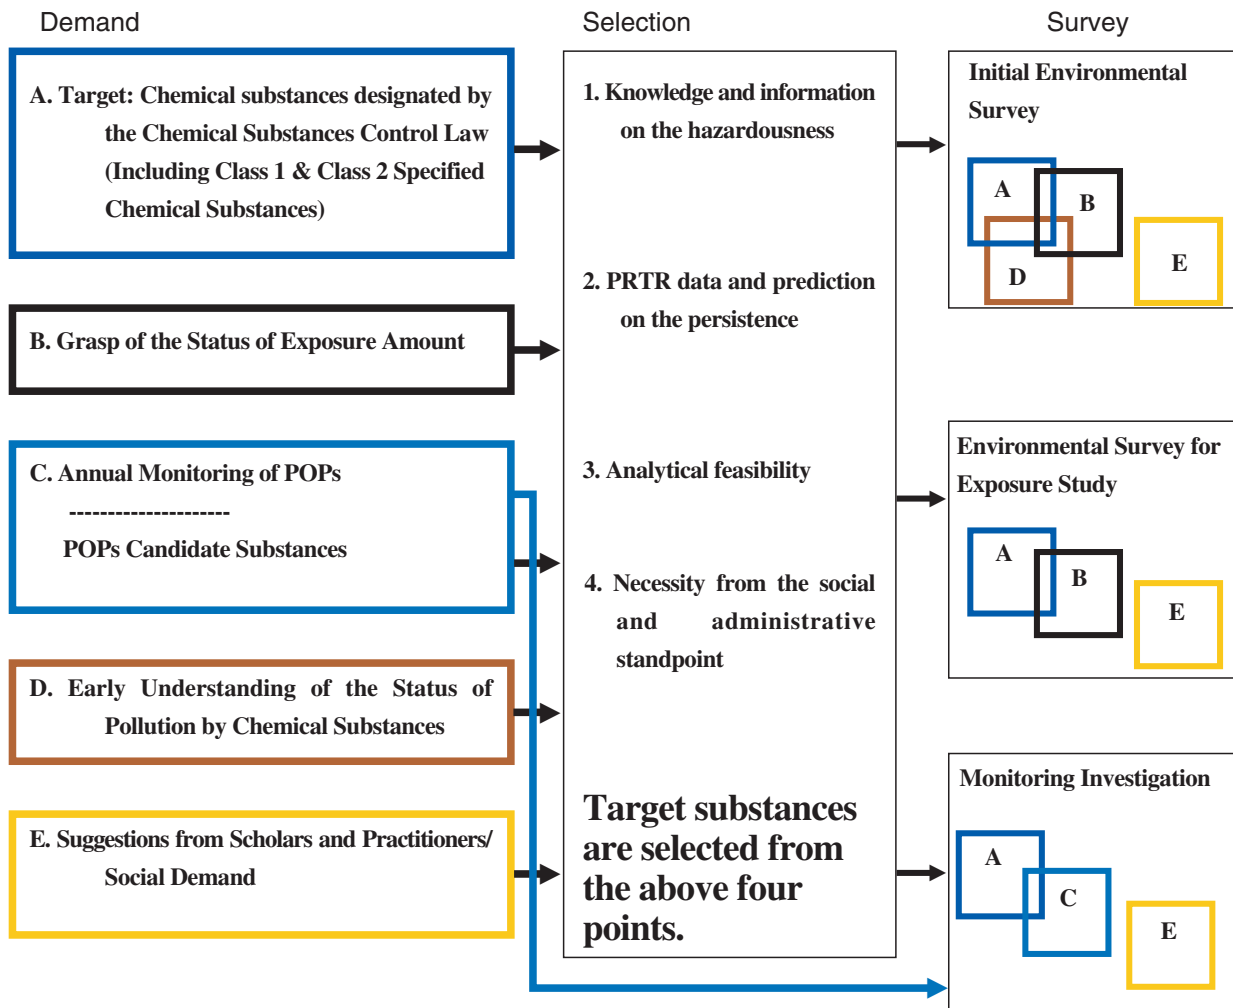 Demand
A. Target: Chemical substances designated by
the Chemical Substances Control Law
(Including Class 1 & Class 2 Specified
Chemical Substances)
B. Grasp of the Status of Exposure Amount
C. Annual Monitoring of POPs
---------------------
POPs Candidate Substances
D. Early Understanding of the Status of
Pollution by Chemical Substances
E. Suggestions from Scholars and Practitioners/
Social Demand
Selection
1. Knowledge and information
on the hazardousness
2. PRTR data and prediction
on the persistence
3. Analytical feasibility
4. Necessity from the social
and administrative
standpoint
Target substances
are selected from
the above four
points.
Survey
Initial Environmental
Survey
A
B
D
E
Environmental Survey for
Exposure Study
A
B
E
Monitoring Investigation
A
C
E